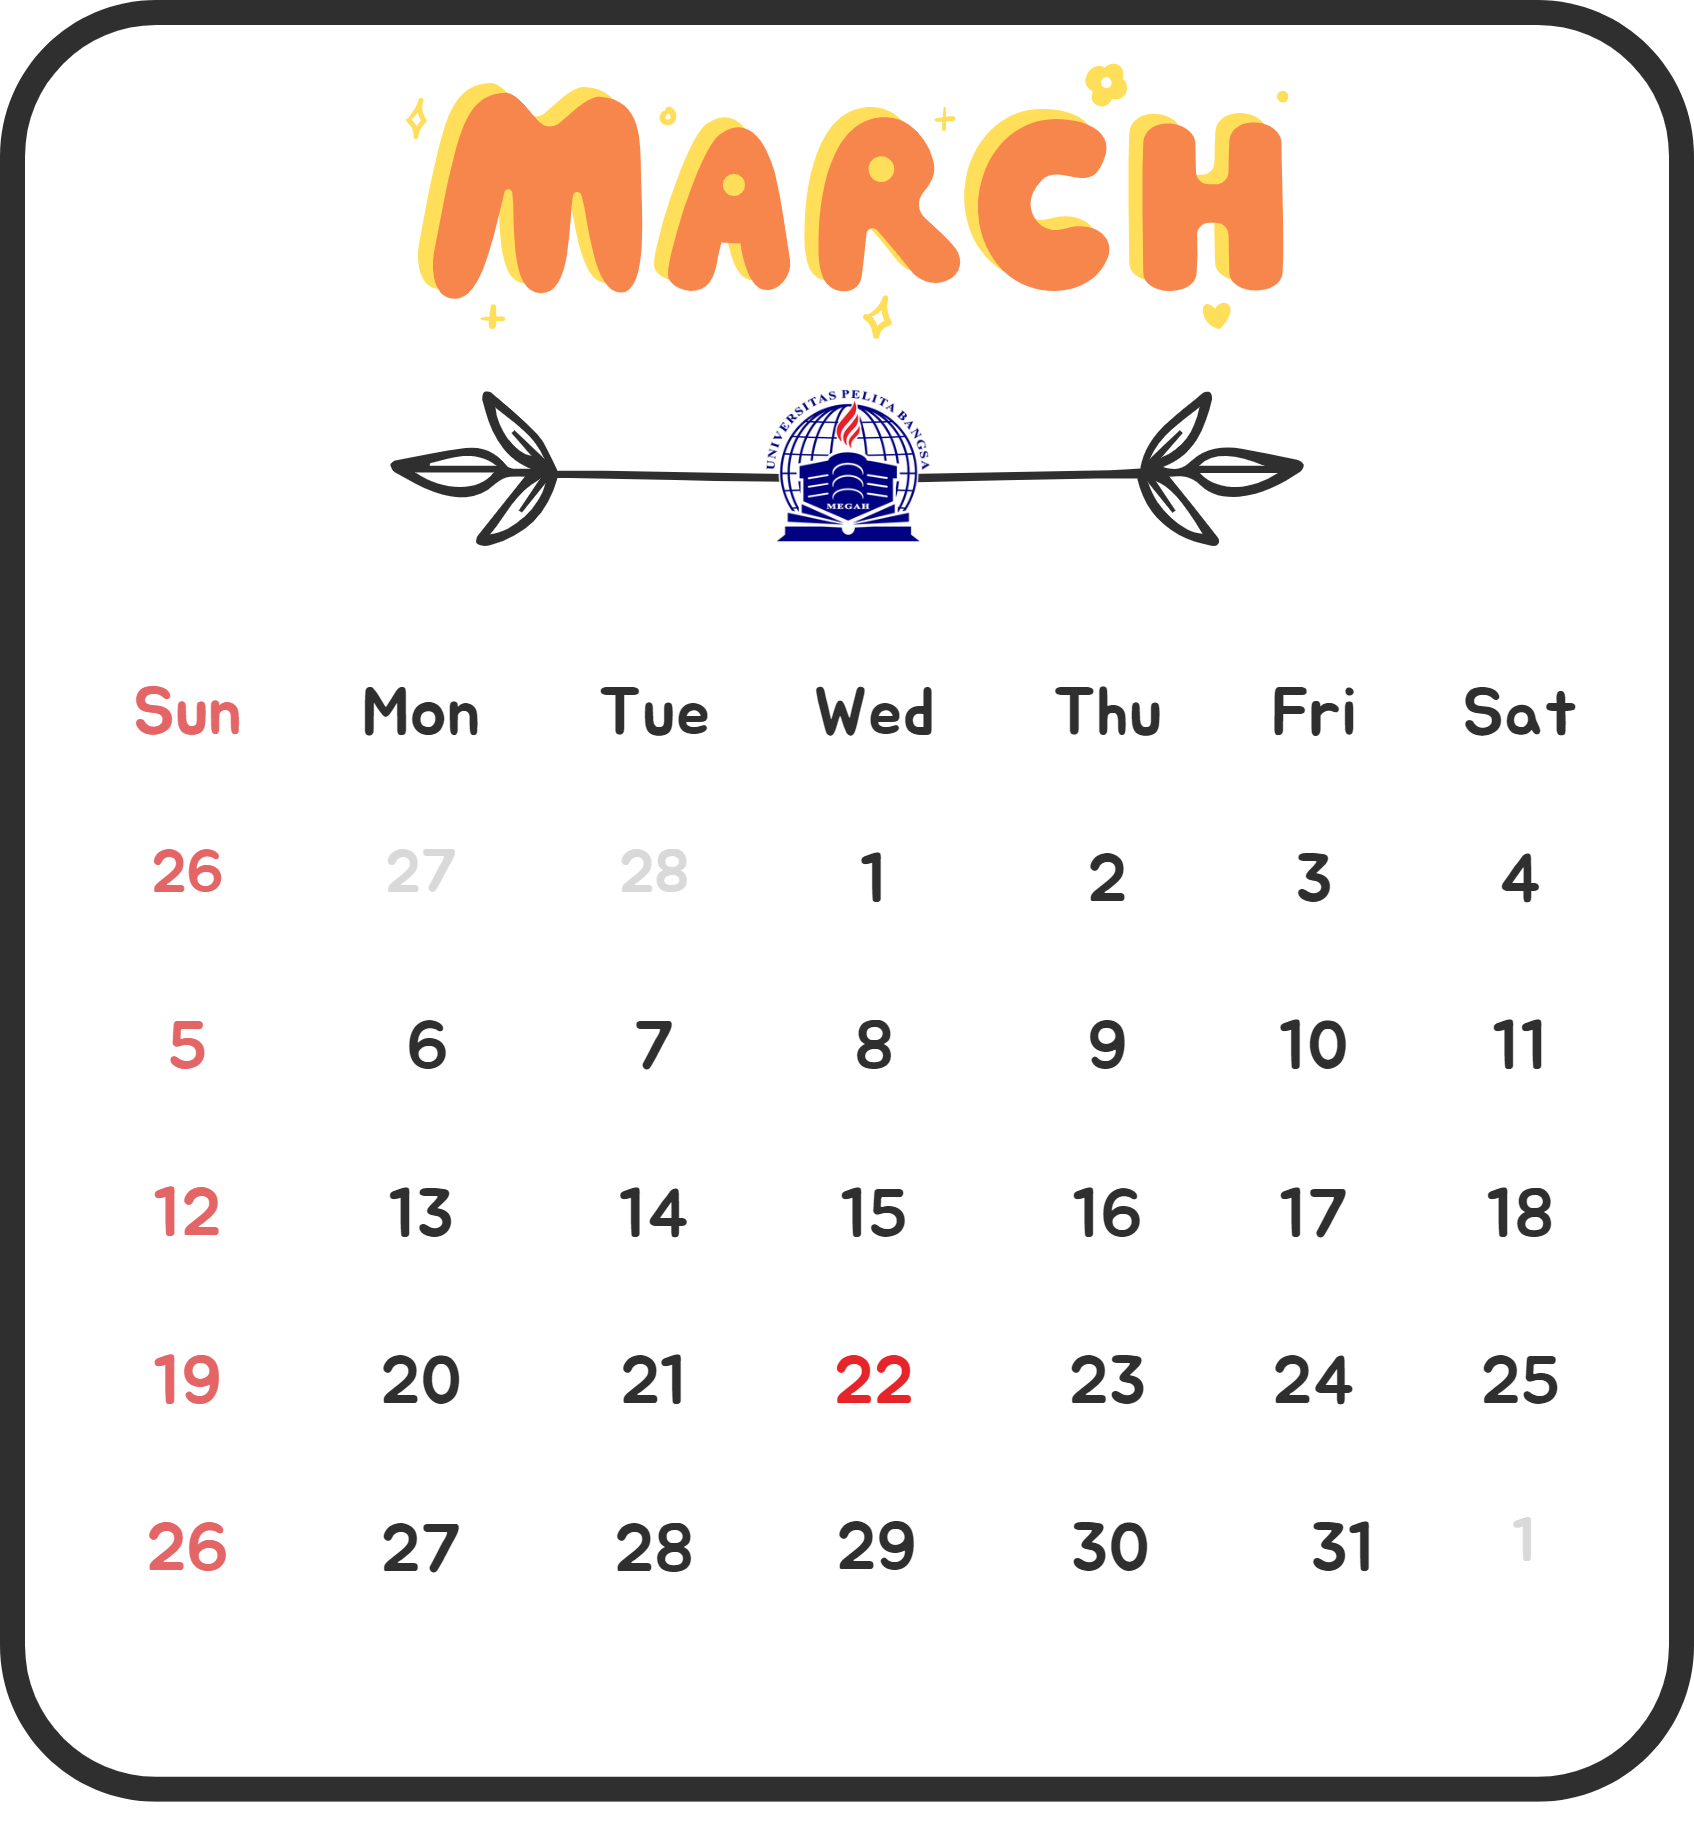 MARCH
UNIVERSITAS PELITA BANGSA
MEGAH
Sun Mon Tue Wed Thu Fri Sat
26 27 28 1 2 3 4
5 6 7 8 9 10 11
12 13 14 15 16 17 18
19 20 21 22 23 24 25
26 27 28 29 30 31 1